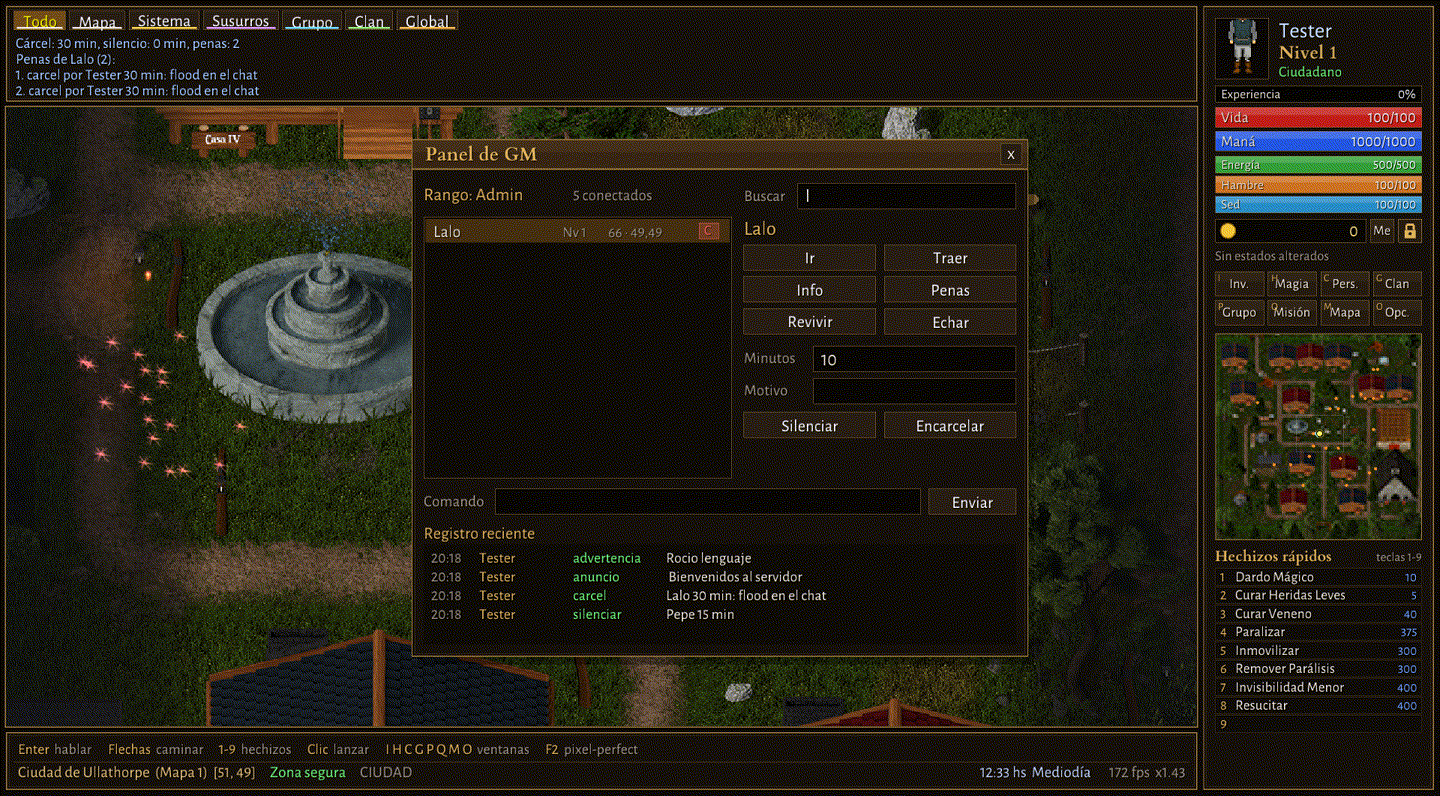 Todo Mapa Sistema Susurros Grupo Clan Global
Cárcel: 30 min, silencio: 0 min, penas: 2
Penas de Lalo (2):
1. carcel por Tester 30 min: flood en el chat
2. carcel por Tester 30 min: flood en el chat
Casa IV
Panel de GM X
Rango: Admin 5 conectados Buscar
Lalo Nv1 66 · 49,49 C
Lalo
Ir Traer
Info Penas
Revivir Echar
Minutos 10
Motivo
Silenciar Encarcelar
Comando Enviar
Registro reciente
20:18 Tester advertencia Rocio lenguaje
20:18 Tester anuncio Bienvenidos al servidor
20:18 Tester carcel Lalo 30 min: flood en el chat
20:18 Tester silenciar Pepe 15 min
Enter hablar Flechas caminar 1-9 hechizos Clic lanzar I H C G P Q M O ventanas F2 pixel-perfect
Ciudad de Ullathorpe (Mapa 1) [51, 49] Zona segura CIUDAD 12:33 hs Mediodía 172 fps x1.43
Tester
Nivel 1
Ciudadano
Experiencia 0%
Vida 100/100
Maná 1000/1000
Energía 500/500
Hambre 100/100
Sed 100/100
0 Me
Sin estados alterados
I Inv. H Magia C Pers. G Clan
P Grupo Q Misión M Mapa O Opc.
Hechizos rápidos teclas 1-9
1 Dardo Mágico 10
2 Curar Heridas Leves 5
3 Curar Veneno 40
4 Paralizar 375
5 Inmovilizar 300
6 Remover Parálisis 300
7 Invisibilidad Menor 400
8 Resucitar 400
9